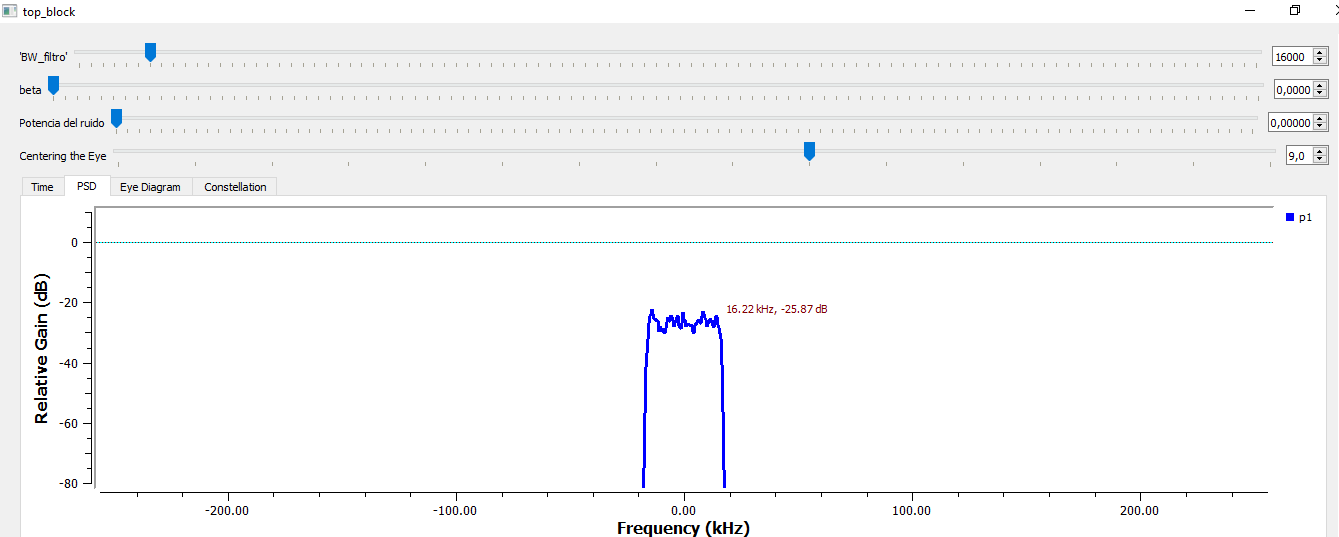 top_block
'BW_filtro' 16000
beta 0,0000
Potencia del ruido 0,00000
Centering the Eye 9,0
Time PSD Eye Diagram Constellation
p1
0
-20
16.22 kHz, -25.87 dB
-40
-60
-80
Relative Gain (dB)
-200.00 -100.00 0.00 100.00 200.00
Frequency (kHz)